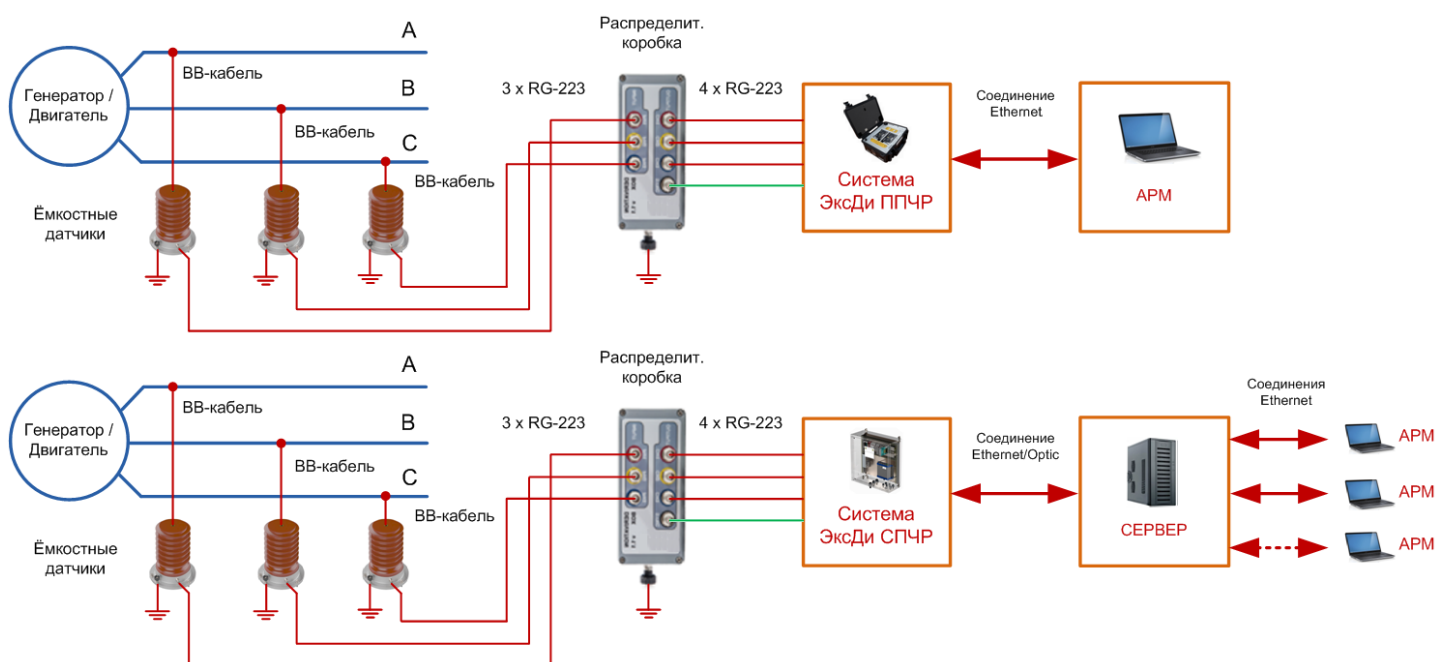 A
Распределит.
коробка
ВВ-кабель
Генератор /
Двигатель
B
3 x RG-223
4 x RG-223
Соединение
Ethernet
ВВ-кабель
C
ВВ-кабель
Система
ЭксДи ППЧР
АРМ
Ёмкостные
датчики
A
Распределит.
коробка
ВВ-кабель
Генератор /
Двигатель
B
3 x RG-223
4 x RG-223
Соединение
Ethernet/Optic
Соединения
Ethernet
АРМ
ВВ-кабель
C
ВВ-кабель
Система
ЭксДи СПЧР
СЕРВЕР
АРМ
АРМ
Ёмкостные
датчики